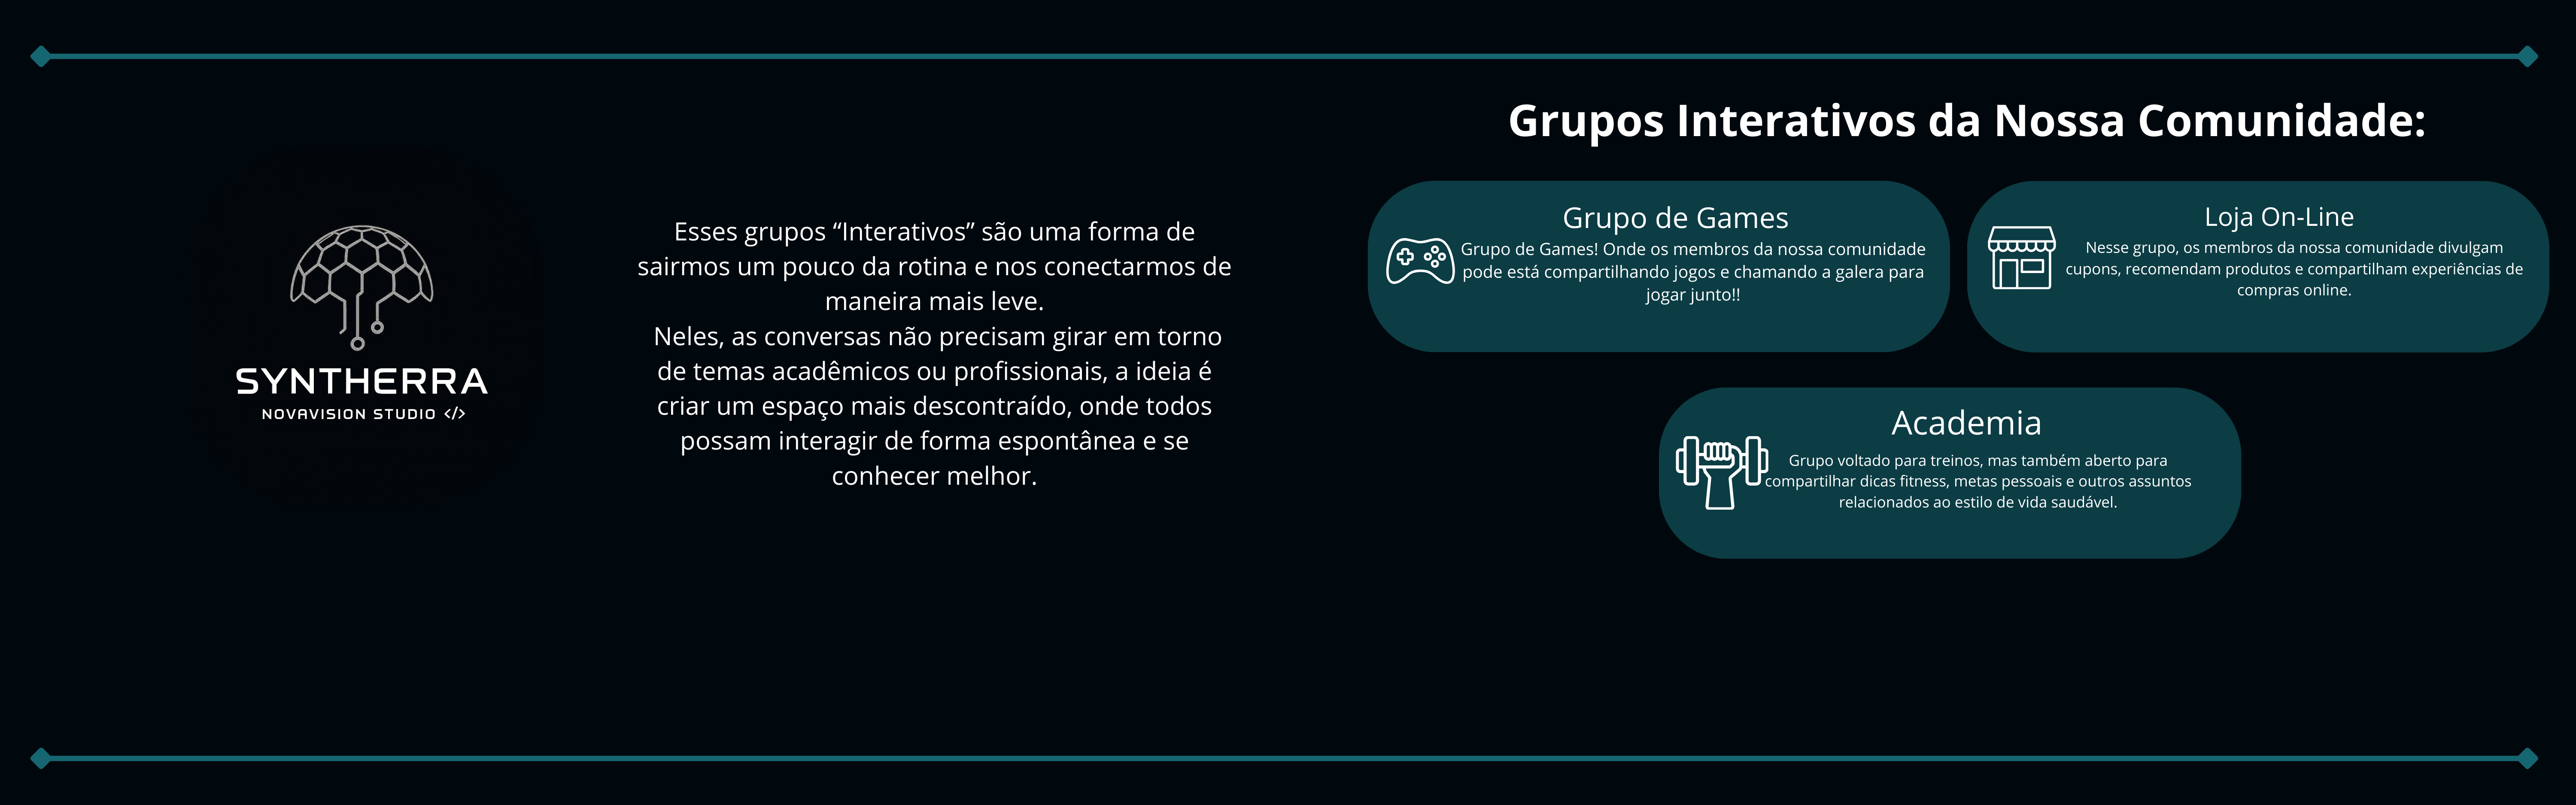 SYNTHERRA
NOVAVISION STUDIO </>
Esses grupos “Interativos” são uma forma de
sairmos um pouco da rotina e nos conectarmos de
maneira mais leve.
Neles, as conversas não precisam girar em torno
de temas acadêmicos ou profissionais, a ideia é
criar um espaço mais descontraído, onde todos
possam interagir de forma espontânea e se
conhecer melhor.
Grupos Interativos da Nossa Comunidade:
Grupo de Games
Grupo de Games! Onde os membros da nossa comunidade
pode está compartilhando jogos e chamando a galera para
jogar junto!!
Loja On-Line
Nesse grupo, os membros da nossa comunidade divulgam
cupons, recomendam produtos e compartilham experiências de
compras online.
Academia
Grupo voltado para treinos, mas também aberto para
compartilhar dicas fitness, metas pessoais e outros assuntos
relacionados ao estilo de vida saudável.